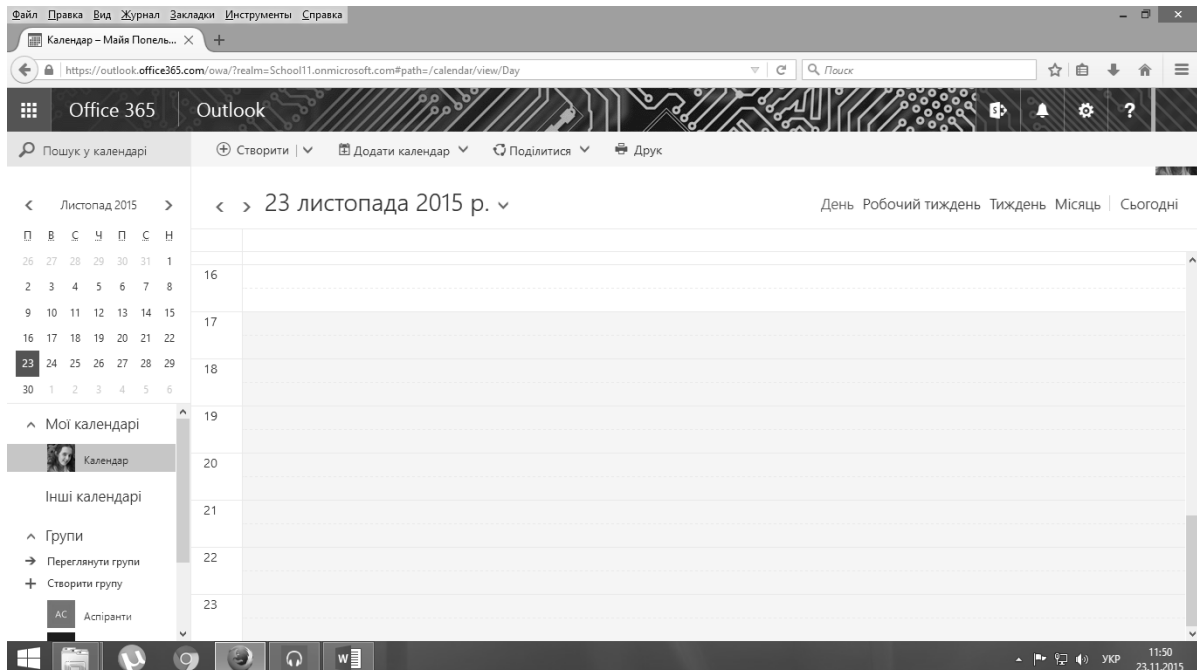 Файл Правка Вид Журнал Закладки Инструменты Справка
Календар – Майя Попель...
https://outlook.office365.com/owa/?realm=School11.onmicrosoft.com#path=/calendar/view/Day
Поиск
Office 365 Outlook
Пошук у календарі
Створити
Додати календар
Поділитися
Друк
Листопад 2015
П В С Ч П С Н
26 27 28 29 30 31 1
2 3 4 5 6 7 8
9 10 11 12 13 14 15
16 17 18 19 20 21 22
23 24 25 26 27 28 29
30 1 2 3 4 5 6
Мої календарі
Календар
Інші календарі
Групи
Переглянути групи
Створити групу
АС Аспіранти
23 листопада 2015 р.
День Робочий тиждень Тиждень Місяць Сьогодні
16
17
18
19
20
21
22
23
УКР
11:50
23.11.2015